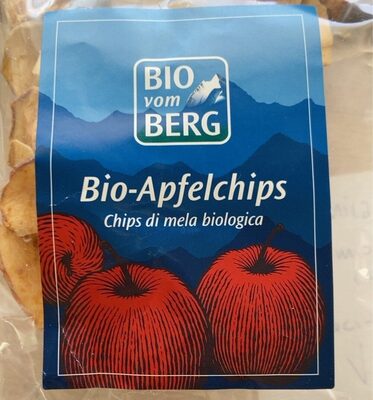 BIO
vom
BERG
Bio-Apfelchips
Chips di mela biologica